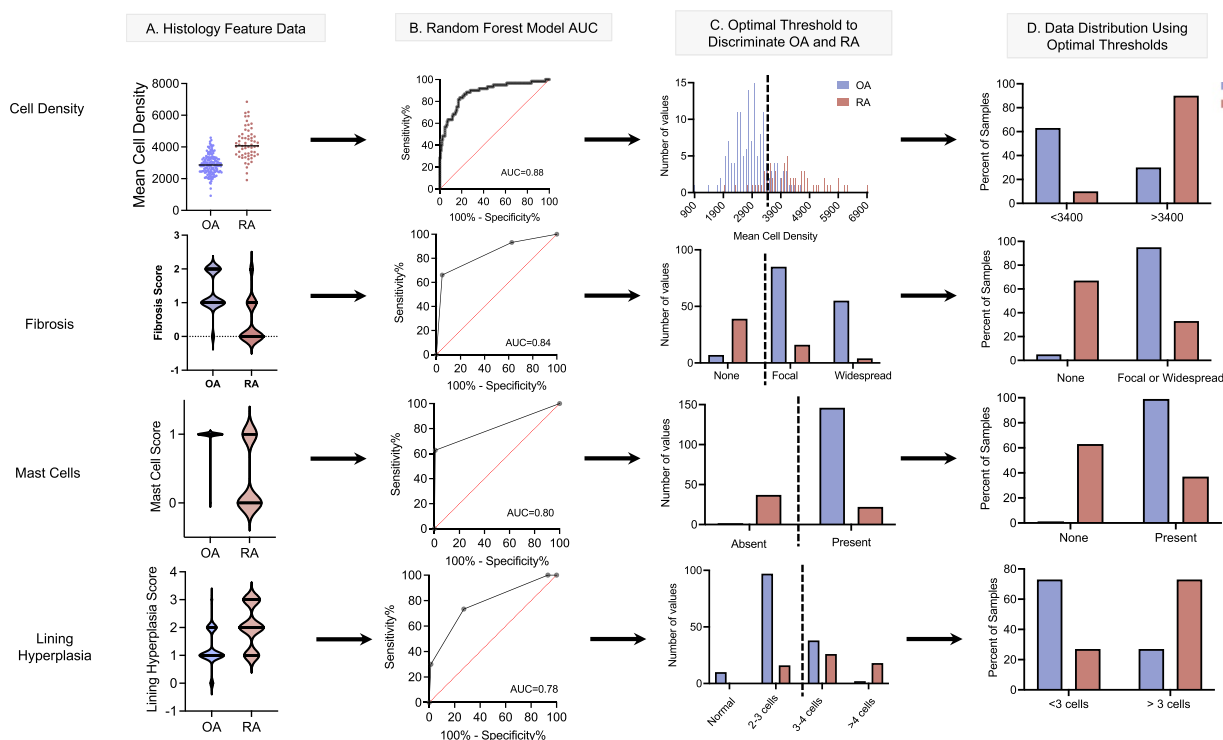 A. Histology Feature Data
B. Random Forest Model AUC
C. Optimal Threshold to
Discriminate OA and RA
D. Data Distribution Using
Optimal Thresholds
Cell Density
Mean Cell Density
8000
6000
4000
2000
0
OA RA
Sensitivity%
100
80
60
40
20
0
AUC=0.88
0 20 40 60 80 100
100% - Specificity%
Number of values
15
10
5
0
OA
RA
900 1900 2900 3900 4900 5900 6900
Mean Cell Density
Percent of Samples
100
80
60
40
20
0
<3400 >3400
Fibrosis
Fibrosis Score
3
2
1
0
-1
OA RA
Sensitivity%
100
80
60
40
20
0
AUC=0.84
0 20 40 60 80 100
100% - Specificity%
Number of values
100
50
0
None Focal Widespread
Percent of Samples
100
80
60
40
20
0
None Focal or Widespread
Mast Cells
Mast Cell Score
1
0
OA RA
Sensitivity%
100
80
60
40
20
0
AUC=0.80
0 20 40 60 80 100
100% - Specificity%
Number of values
150
100
50
0
Absent Present
Percent of Samples
100
80
60
40
20
0
None Present
Lining
Hyperplasia
Lining Hyperplasia Score
4
3
2
1
0
-1
OA RA
Sensitivity%
100
80
60
40
20
0
AUC=0.78
0 20 40 60 80 100
100% - Specificity%
Number of values
100
50
0
Normal 2-3 cells 3-4 cells >4 cells
Percent of Samples
80
60
40
20
0
<3 cells > 3 cells